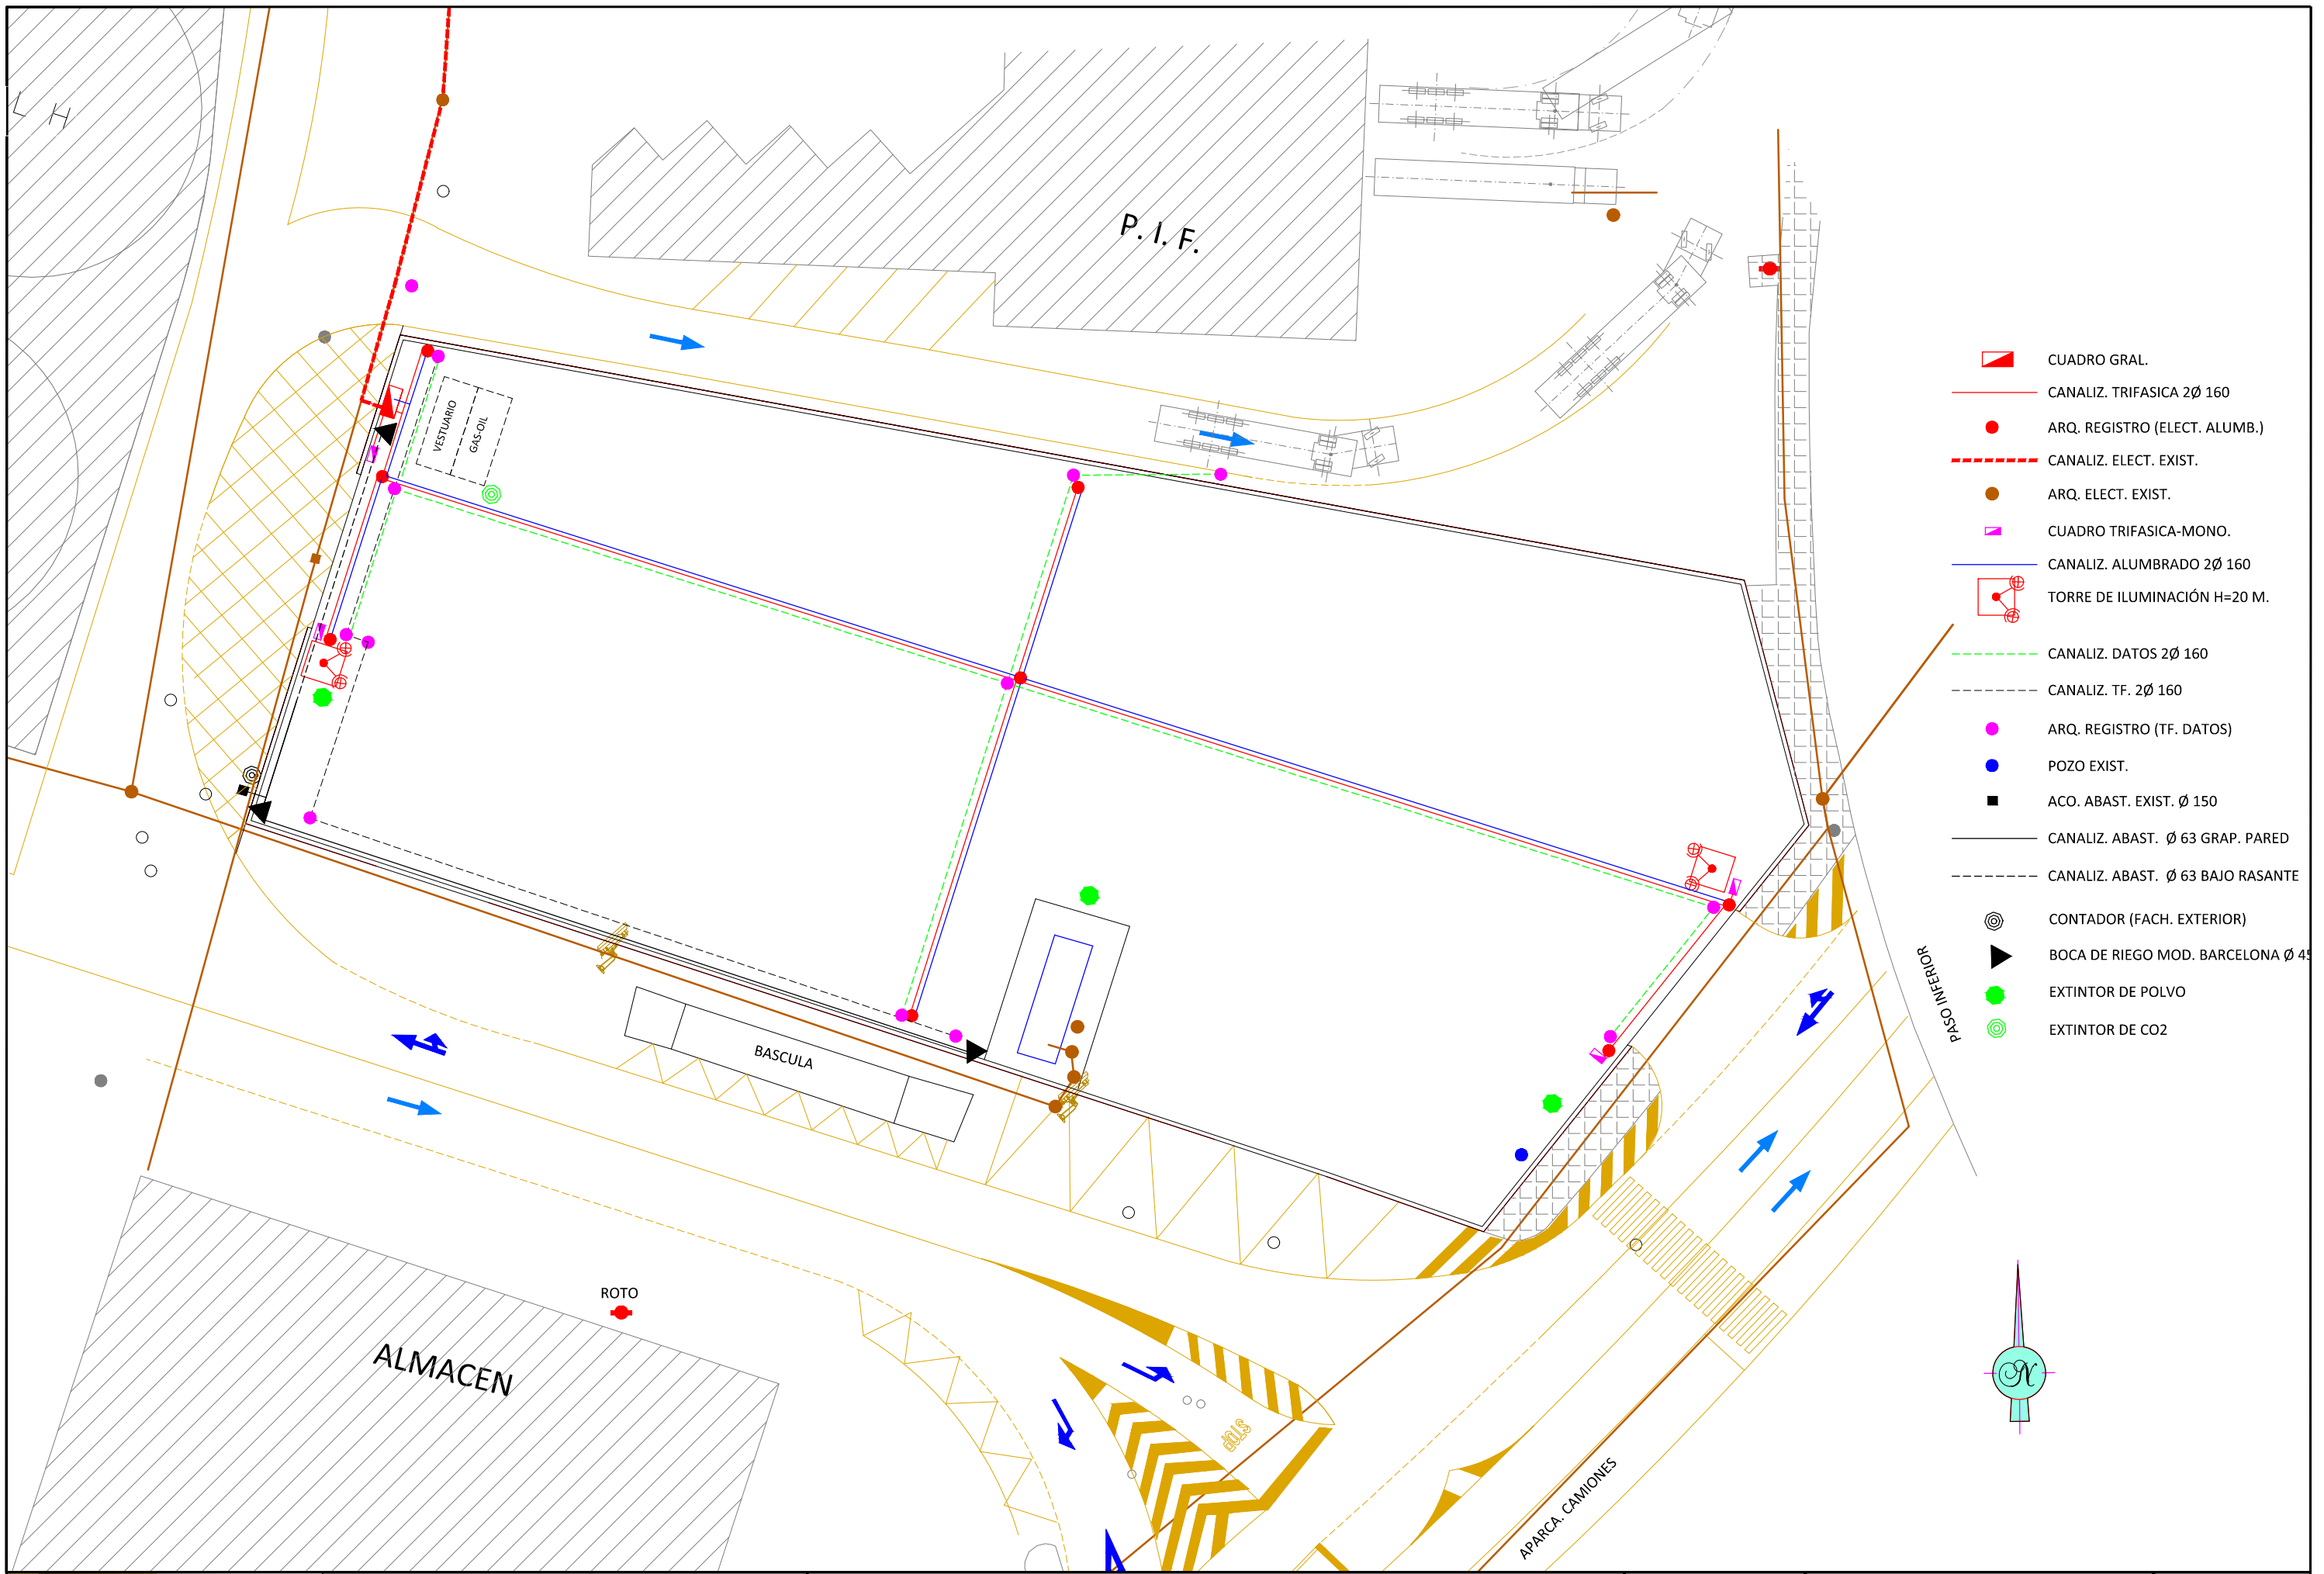 L H
P. I. F.
VESTUARIO
GAS-OIL
BASCULA
ROTO
ALMACEN
STOP
APARCA. CAMIONES
PASO INFERIOR
CUADRO GRAL.
CANALIZ. TRIFASICA 2Ø 160
ARQ. REGISTRO (ELECT. ALUMB.)
CANALIZ. ELECT. EXIST.
ARQ. ELECT. EXIST.
CUADRO TRIFASICA-MONO.
CANALIZ. ALUMBRADO 2Ø 160
TORRE DE ILUMINACIÓN H=20 M.
CANALIZ. DATOS 2Ø 160
CANALIZ. TF. 2Ø 160
ARQ. REGISTRO (TF. DATOS)
POZO EXIST.
ACO. ABAST. EXIST. Ø 150
CANALIZ. ABAST. Ø 63 GRAP. PARED
CANALIZ. ABAST. Ø 63 BAJO RASANTE
CONTADOR (FACH. EXTERIOR)
BOCA DE RIEGO MOD. BARCELONA Ø 45
EXTINTOR DE POLVO
EXTINTOR DE CO2
N